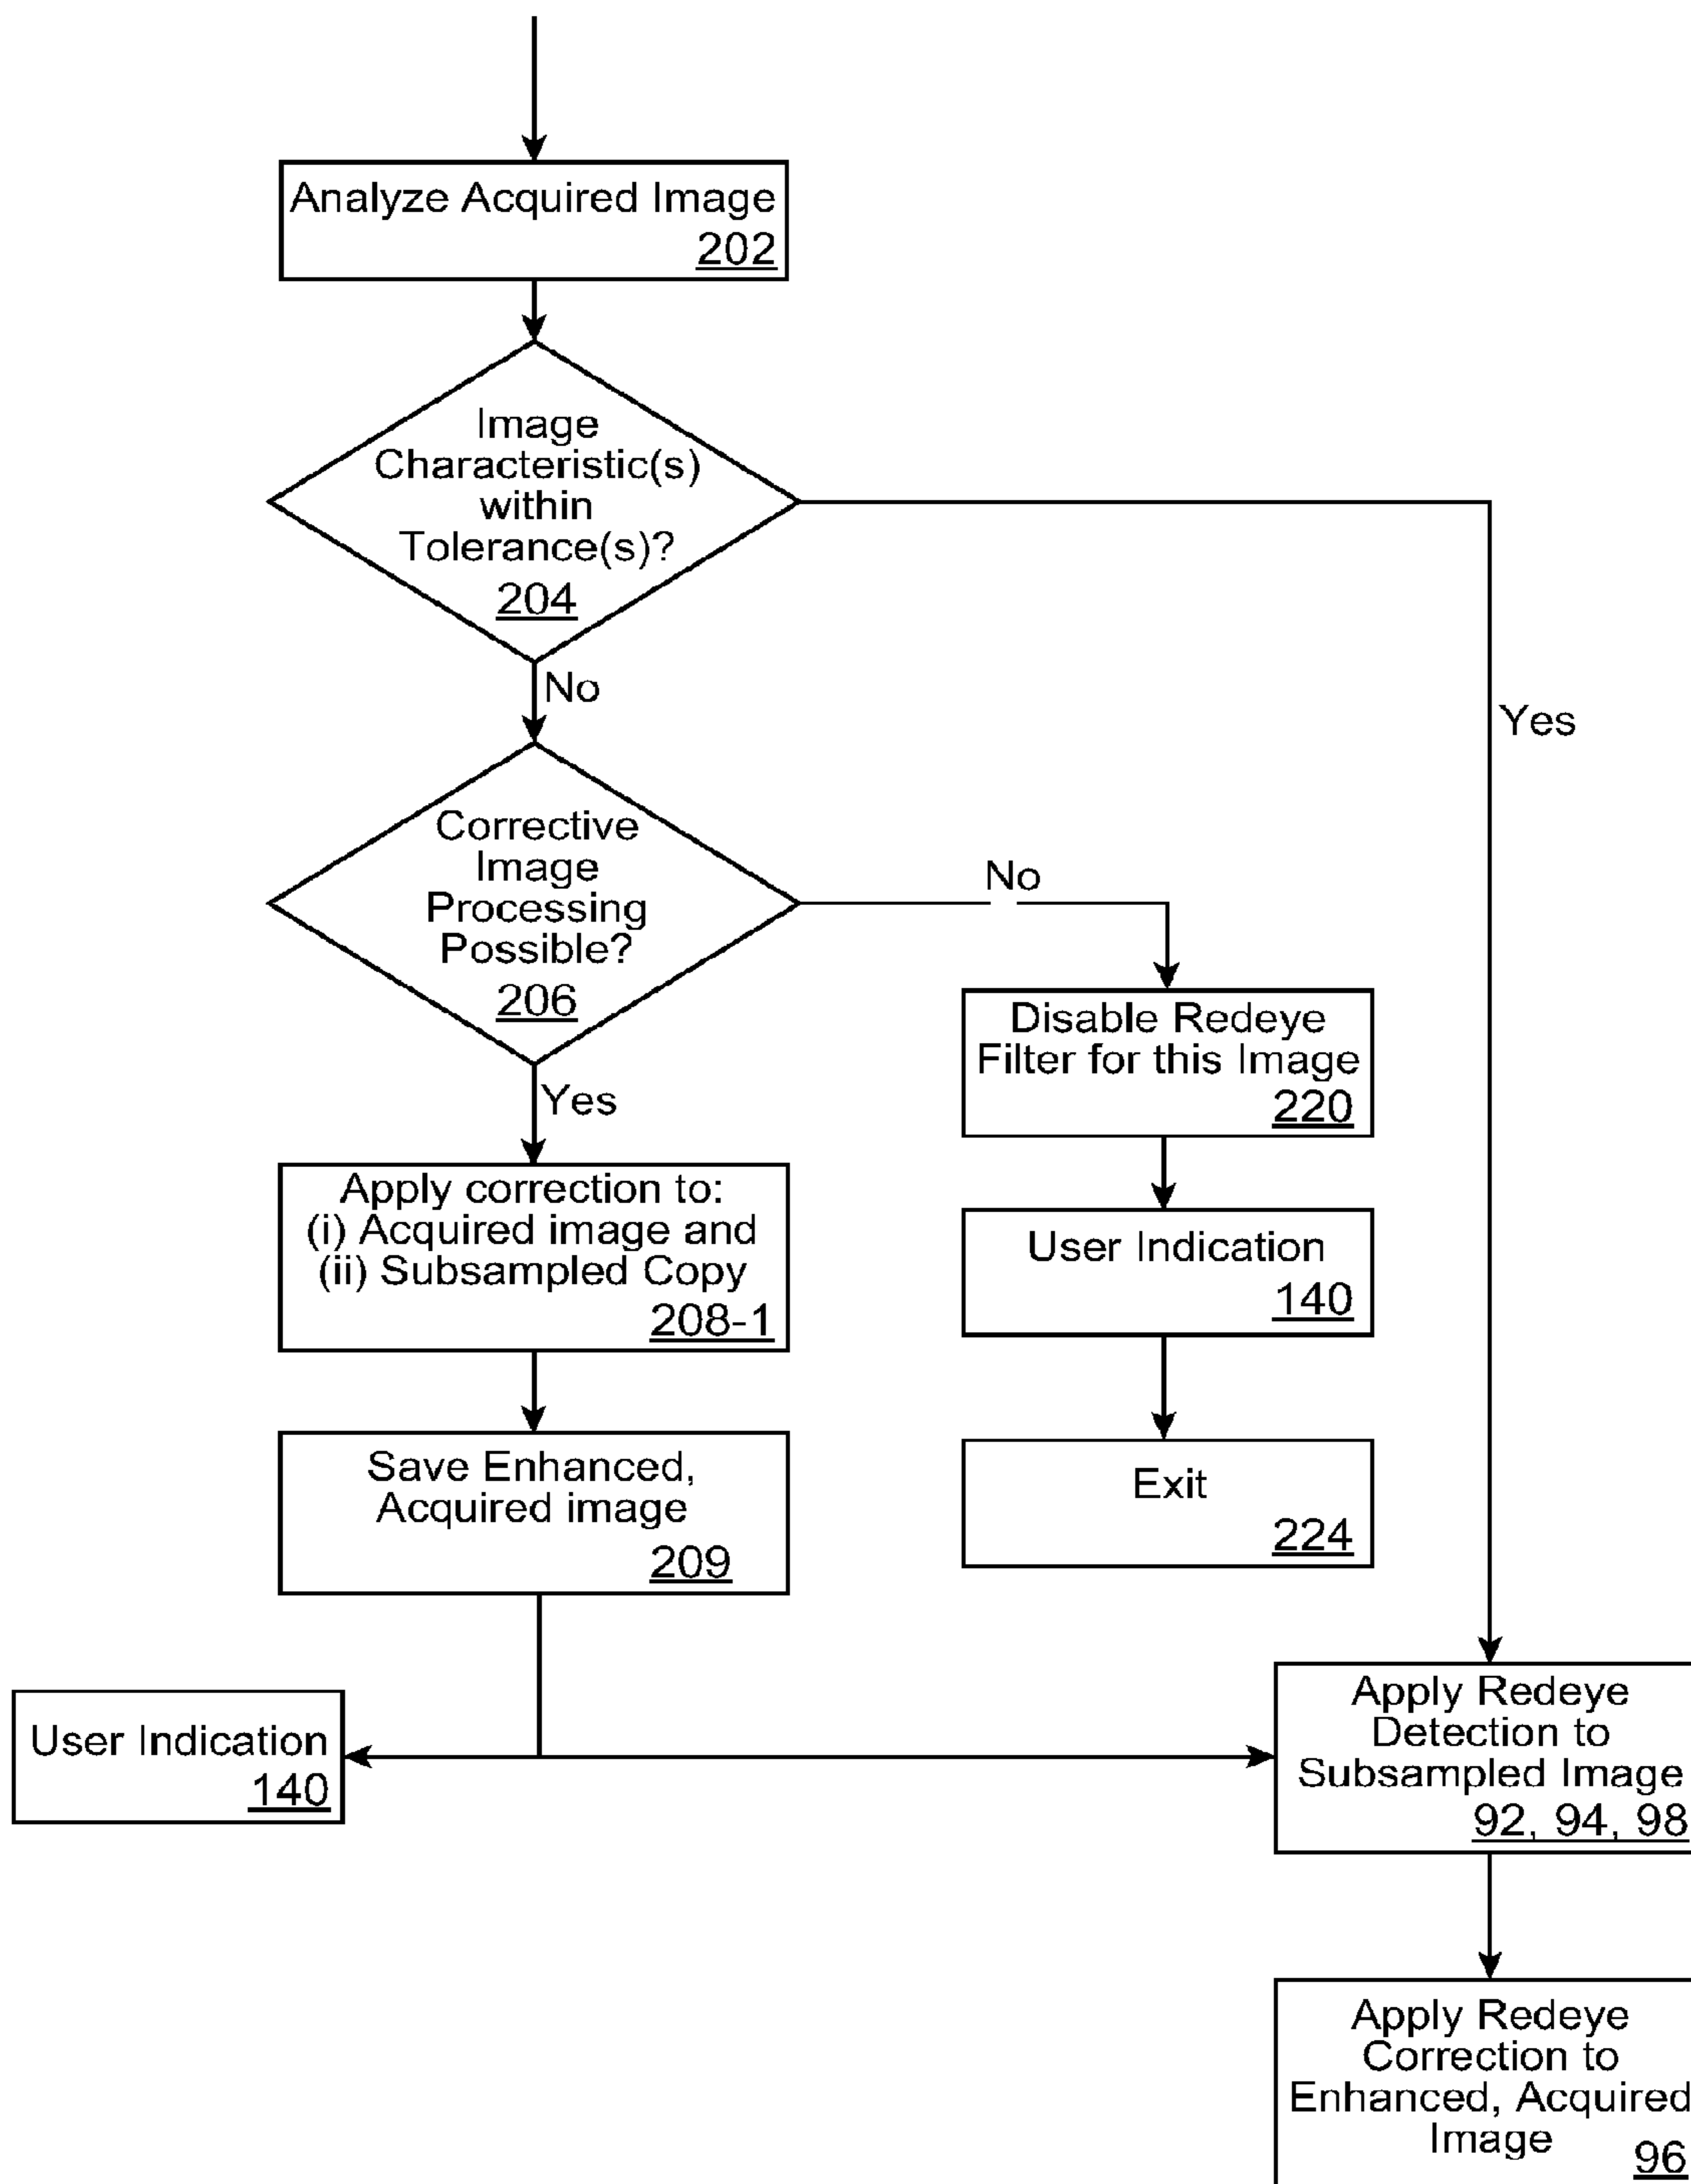 Analyze Acquired Image
202
Image
Characteristic(s)
within
Tolerance(s)?
204
No
Yes
Corrective
Image
Processing
Possible?
206
No
Yes
Disable Redeye
Filter for this Image
220
User Indication
140
Exit
224
Apply correction to:
(i) Acquired image and
(ii) Subsampled Copy
208-1
Save Enhanced,
Acquired image
209
User Indication
140
Apply Redeye
Detection to
Subsampled Image
92, 94, 98
Apply Redeye
Correction to
Enhanced, Acquired
Image
96